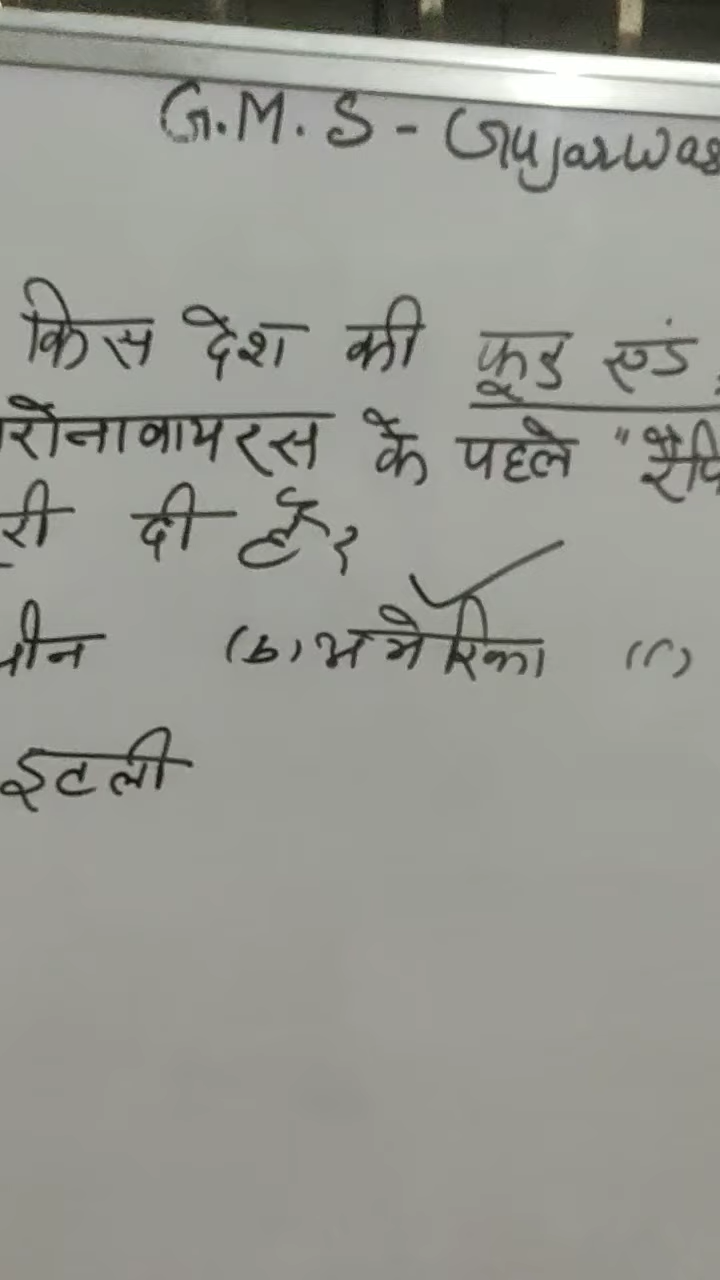 G.M.S - Gujarwas
किस देश की फूड एंड
रोनावायरस के पहले "रैपि
री दी है?
चीन (b) अमेरिका (c)
इटली